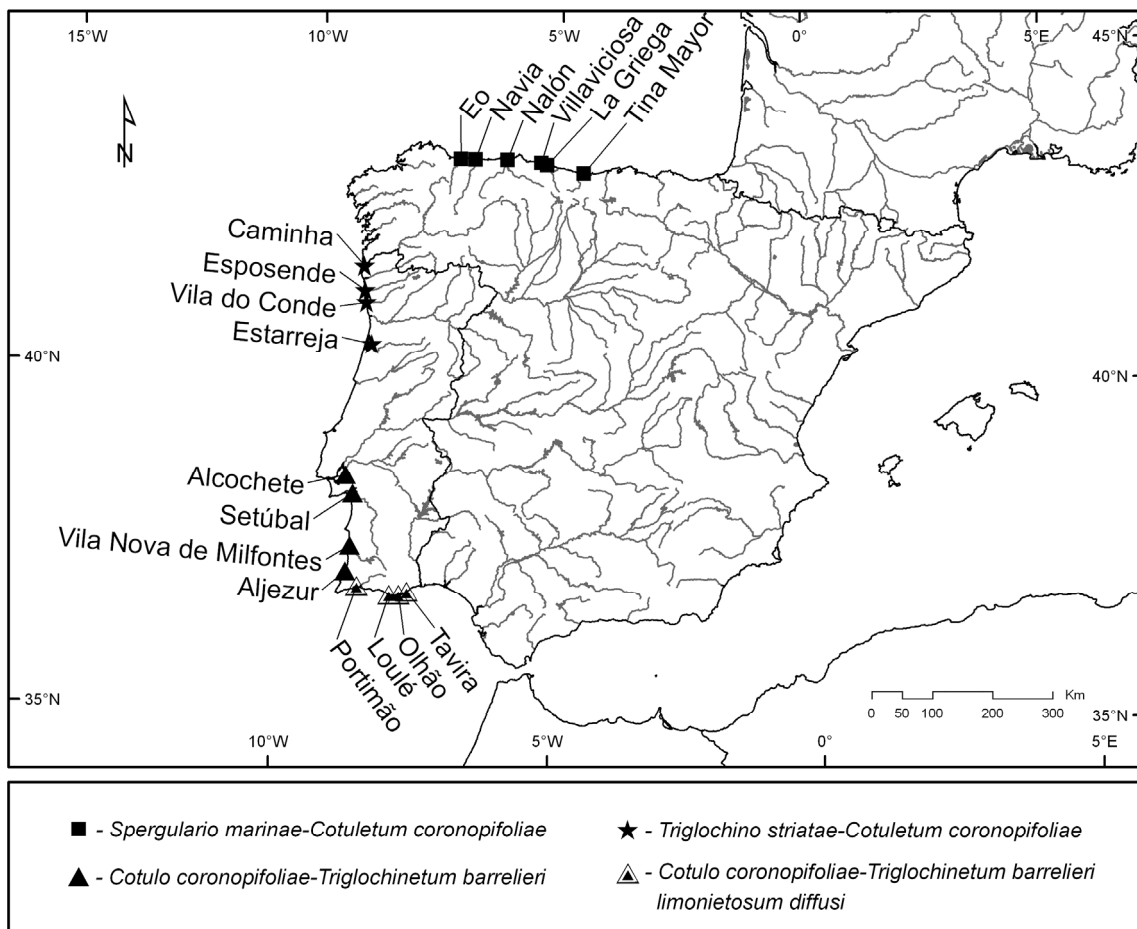 15°W 10°W 5°W 0° 5°E 45°N
Eo
Navia
Nalón
Villaviciosa
La Griega
Tina Mayor
N
Caminha
Esposende
Vila do Conde
Estarreja
40°N 40°N
Alcochete
Setúbal
Vila Nova de Milfontes
Aljezur
Portimão
Loulé
Olhão
Tavira
35°N 35°N
Km
0 50 100 200 300
10°W 5°W 0° 5°E
- Spergulario marinae-Cotuletum coronopifoliae
- Triglochino striatae-Cotuletum coronopifoliae
- Cotulo coronopifoliae-Triglochinetum barrelieri
- Cotulo coronopifoliae-Triglochinetum barrelieri
limonietosum diffusi